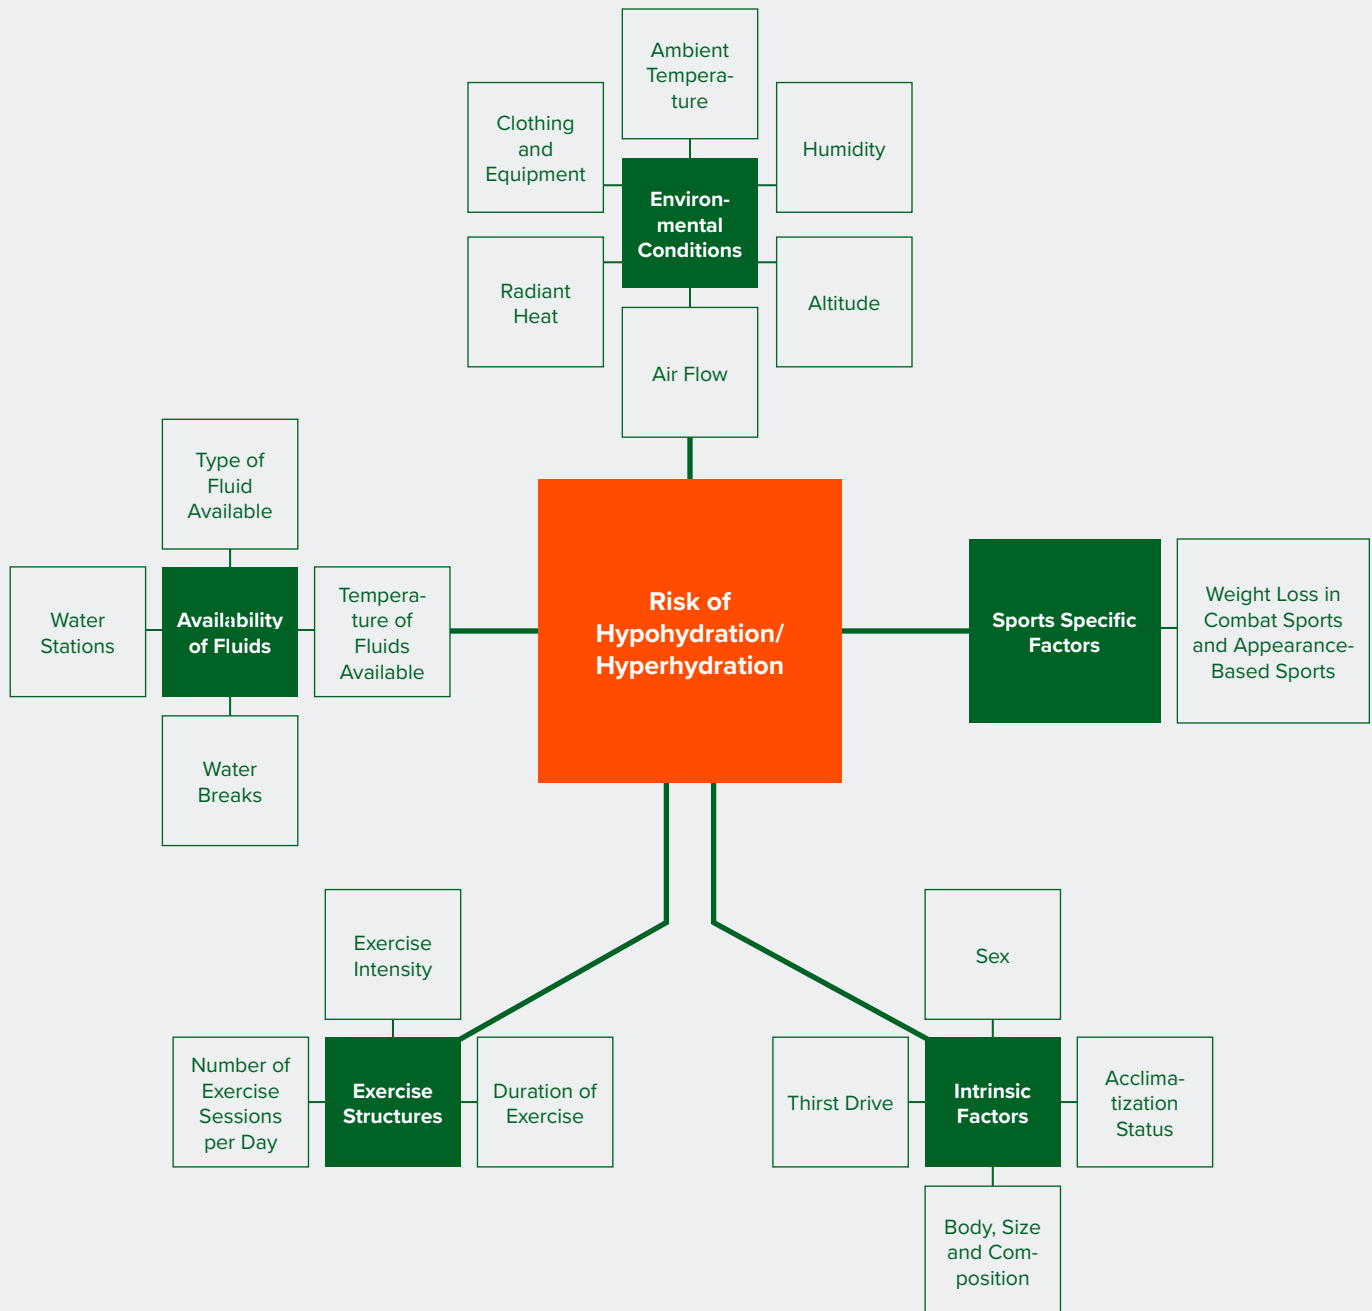 Ambient
Tempera-
ture
Clothing
and
Equipment
Humidity
Environ-
mental
Conditions
Radiant
Heat
Altitude
Air Flow
Type of
Fluid
Available
Water
Stations
Availability
of Fluids
Tempera-
ture of
Fluids
Available
Water
Breaks
Risk of
Hypohydration/
Hyperhydration
Sports Specific
Factors
Weight Loss in
Combat Sports
and Appearance-
Based Sports
Exercise
Intensity
Number of
Exercise
Sessions
per Day
Exercise
Structures
Duration of
Exercise
Sex
Thirst Drive
Intrinsic
Factors
Acclima-
tization
Status
Body, Size
and Com-
position